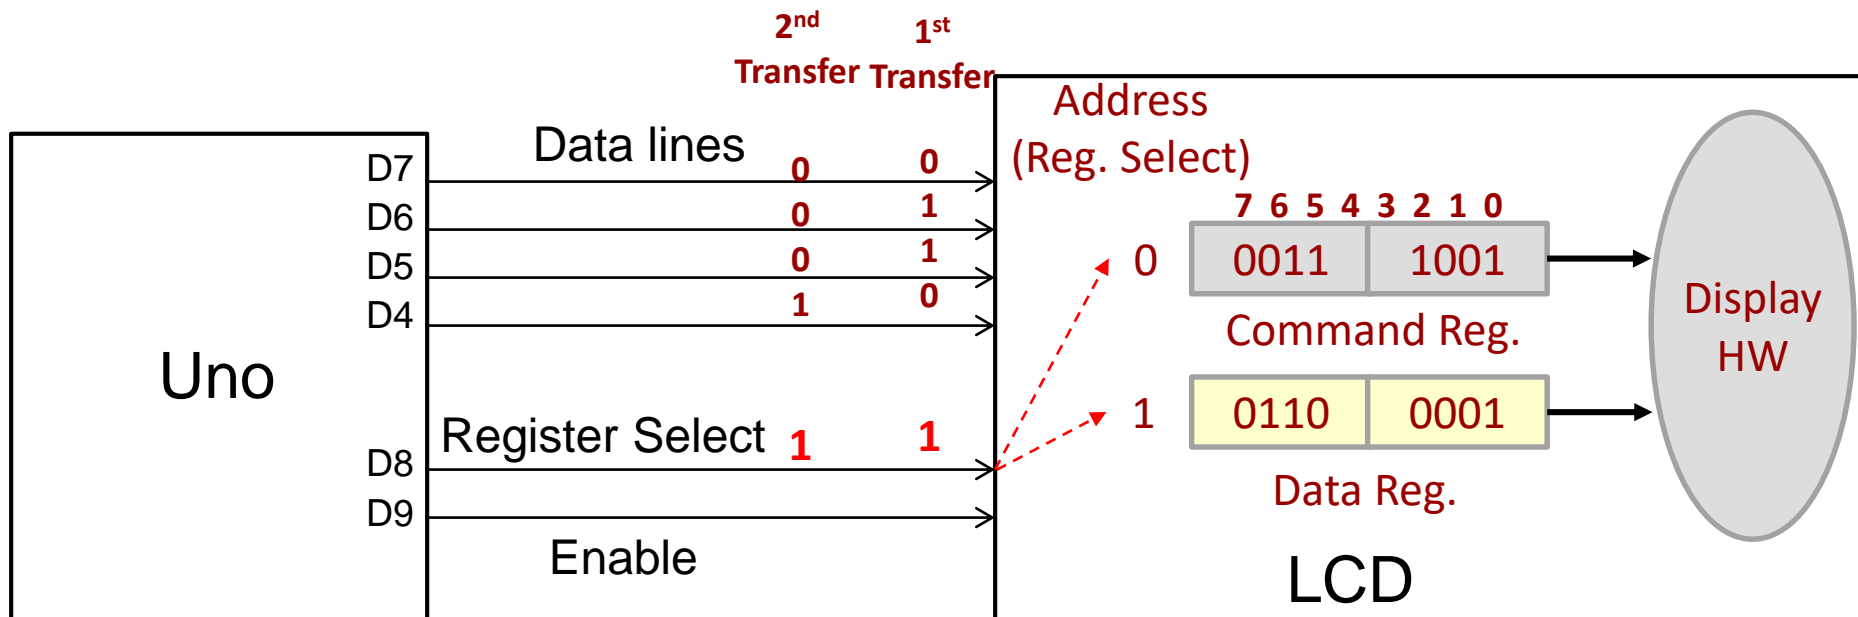 2nd 1st
Transfer Transfer
Address
(Reg. Select)
Data lines
D7 0 0
D6 0 1
D5 0 1
D4 1 0
7 6 5 4 3 2 1 0
0 0011 1001
Command Reg.
1 0110 0001
Data Reg.
Display
HW
Uno
Register Select 1 1
D8
D9
Enable
LCD